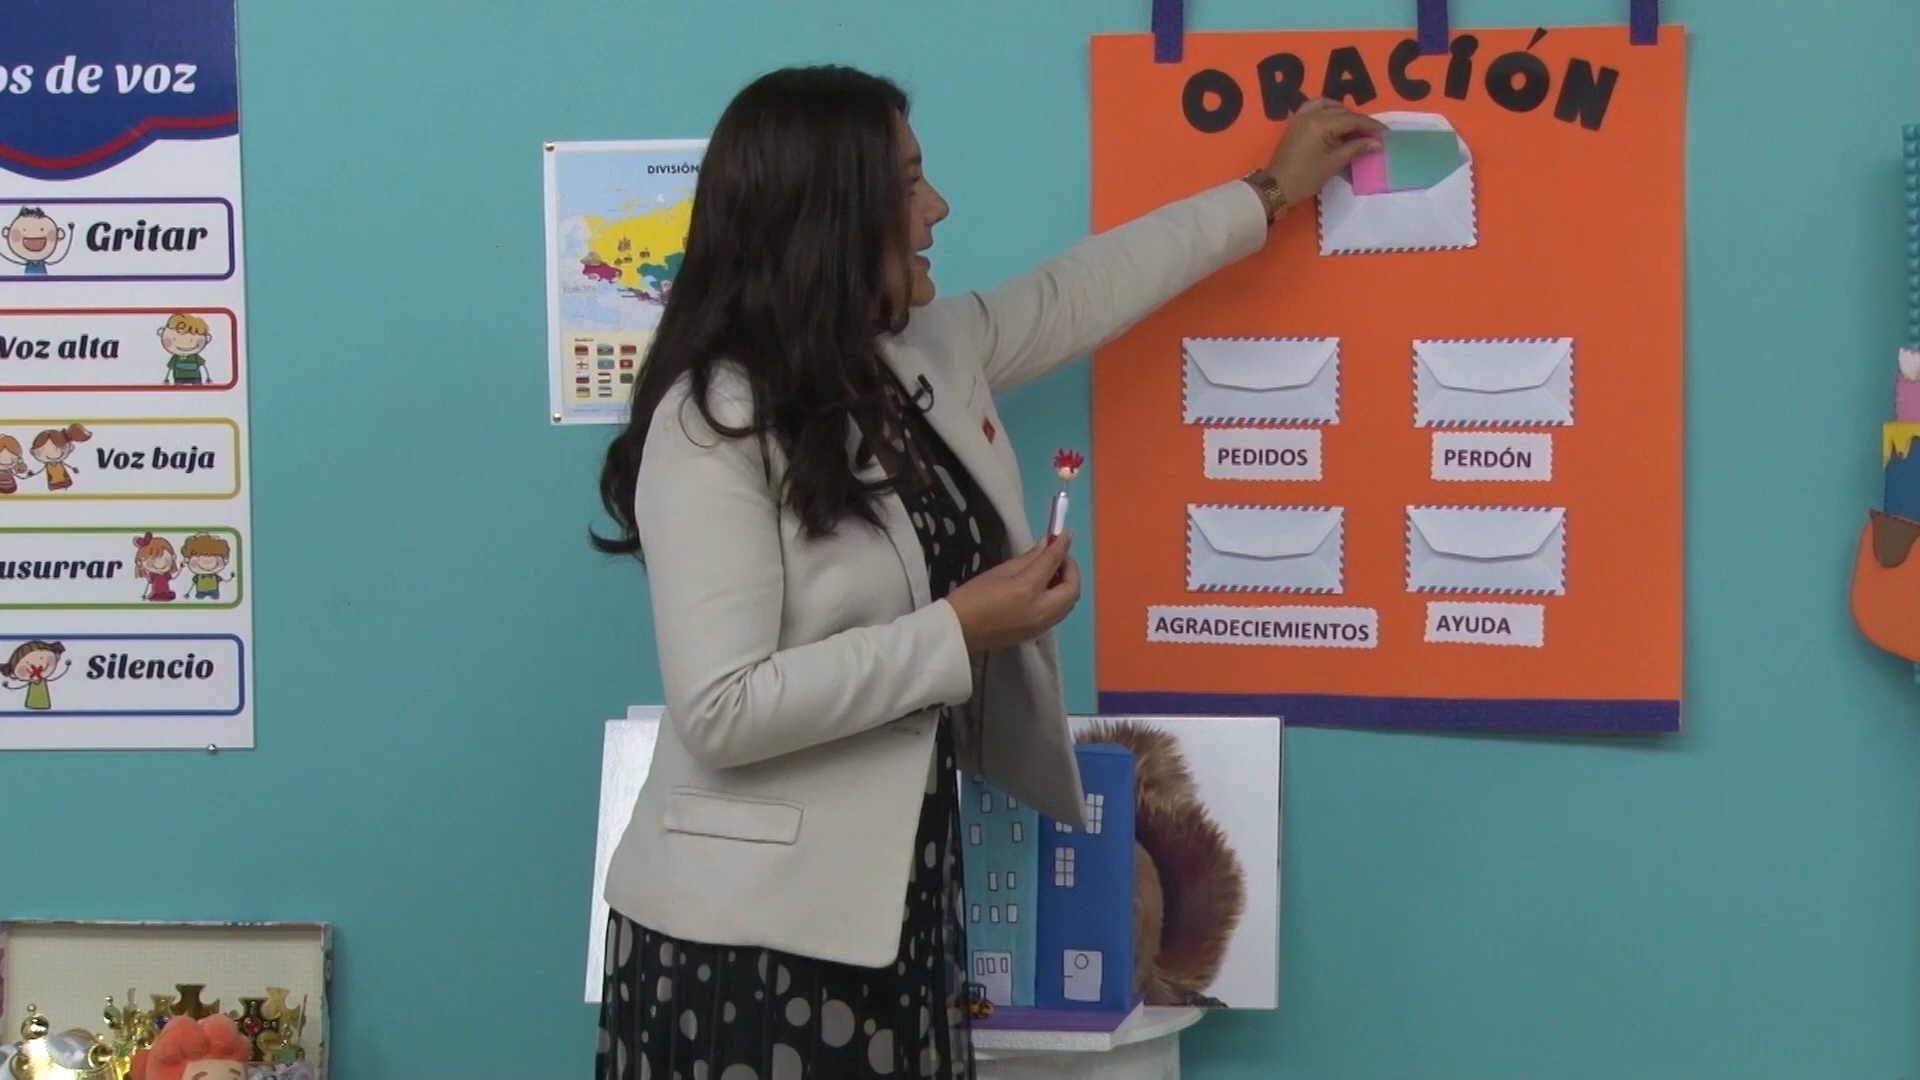 os de voz
Gritar
Voz alta
Voz baja
usurrar
Silencio
DIVISIÓN
ORACIÓN
PEDIDOS
PERDÓN
AGRADECIEMIENTOS
AYUDA